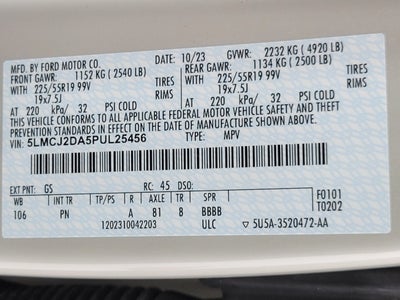 MFD. BY FORD MOTOR CO. DATE: 10/23 GVWR: 2232 KG (4920 LB)
FRONT GAWR: 1152 KG (2540 LB) REAR GAWR: 1134 KG (2500 LB)
WITH 225/55R19 99V TIRES WITH 225/55R19 99V TIRES
19x7.5J RIMS 19x7.5J RIMS
AT 220 kPa/ 32 PSI COLD AT 220 kPa/ 32 PSI COLD
THIS VEHICLE CONFORMS TO ALL APPLICABLE FEDERAL MOTOR VEHICLE SAFETY AND THEFT PREVENTION STANDARDS IN EFFECT ON THE DATE OF MANUFACTURE SHOWN ABOVE.
VIN: 5LMCJ2DA5PUL25456 TYPE: MPV
EXT PNT: GS RC: 45 DSO: F0101
WB INT TR TP/PS R AXLE TR SPR T0202
106 PN A 81 8 BBBB
1202310042203 ULC ▽ 5U5A-3520472-AA